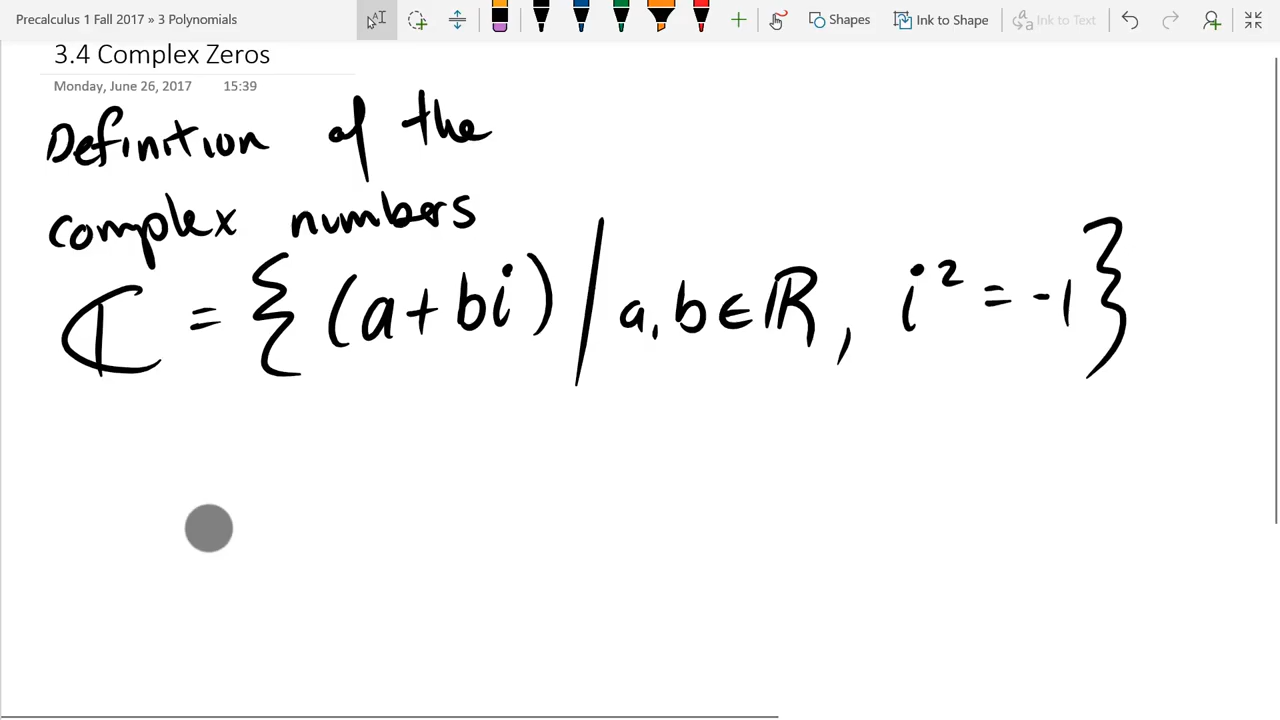 Precalculus 1 Fall 2017 » 3 Polynomials
Shapes
Ink to Shape
Ink to Text
3.4 Complex Zeros
Monday, June 26, 2017 15:39
Definition of the
complex numbers
ℂ = { (a+bi) / a,b ∈ ℝ, i² = -1 }